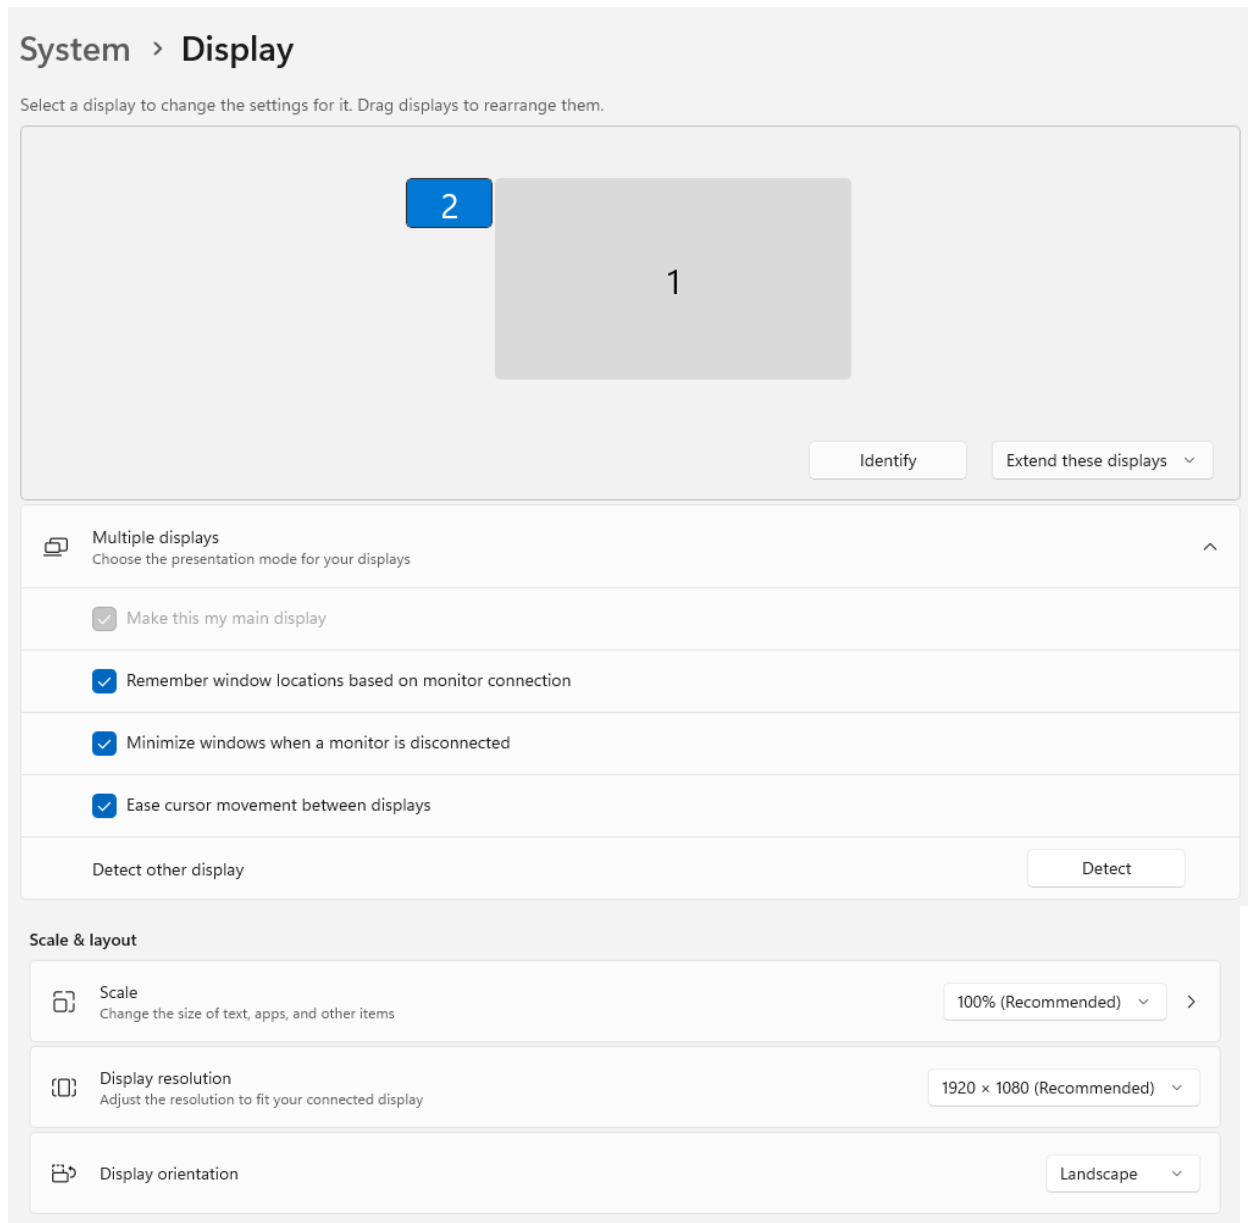 System > Display
Select a display to change the settings for it. Drag displays to rearrange them.
2
1
Identify
Extend these displays
Multiple displays
Choose the presentation mode for your displays
Make this my main display
Remember window locations based on monitor connection
Minimize windows when a monitor is disconnected
Ease cursor movement between displays
Detect other display
Detect
Scale & layout
Scale
Change the size of text, apps, and other items
100% (Recommended)
Display resolution
Adjust the resolution to fit your connected display
1920 × 1080 (Recommended)
Display orientation
Landscape